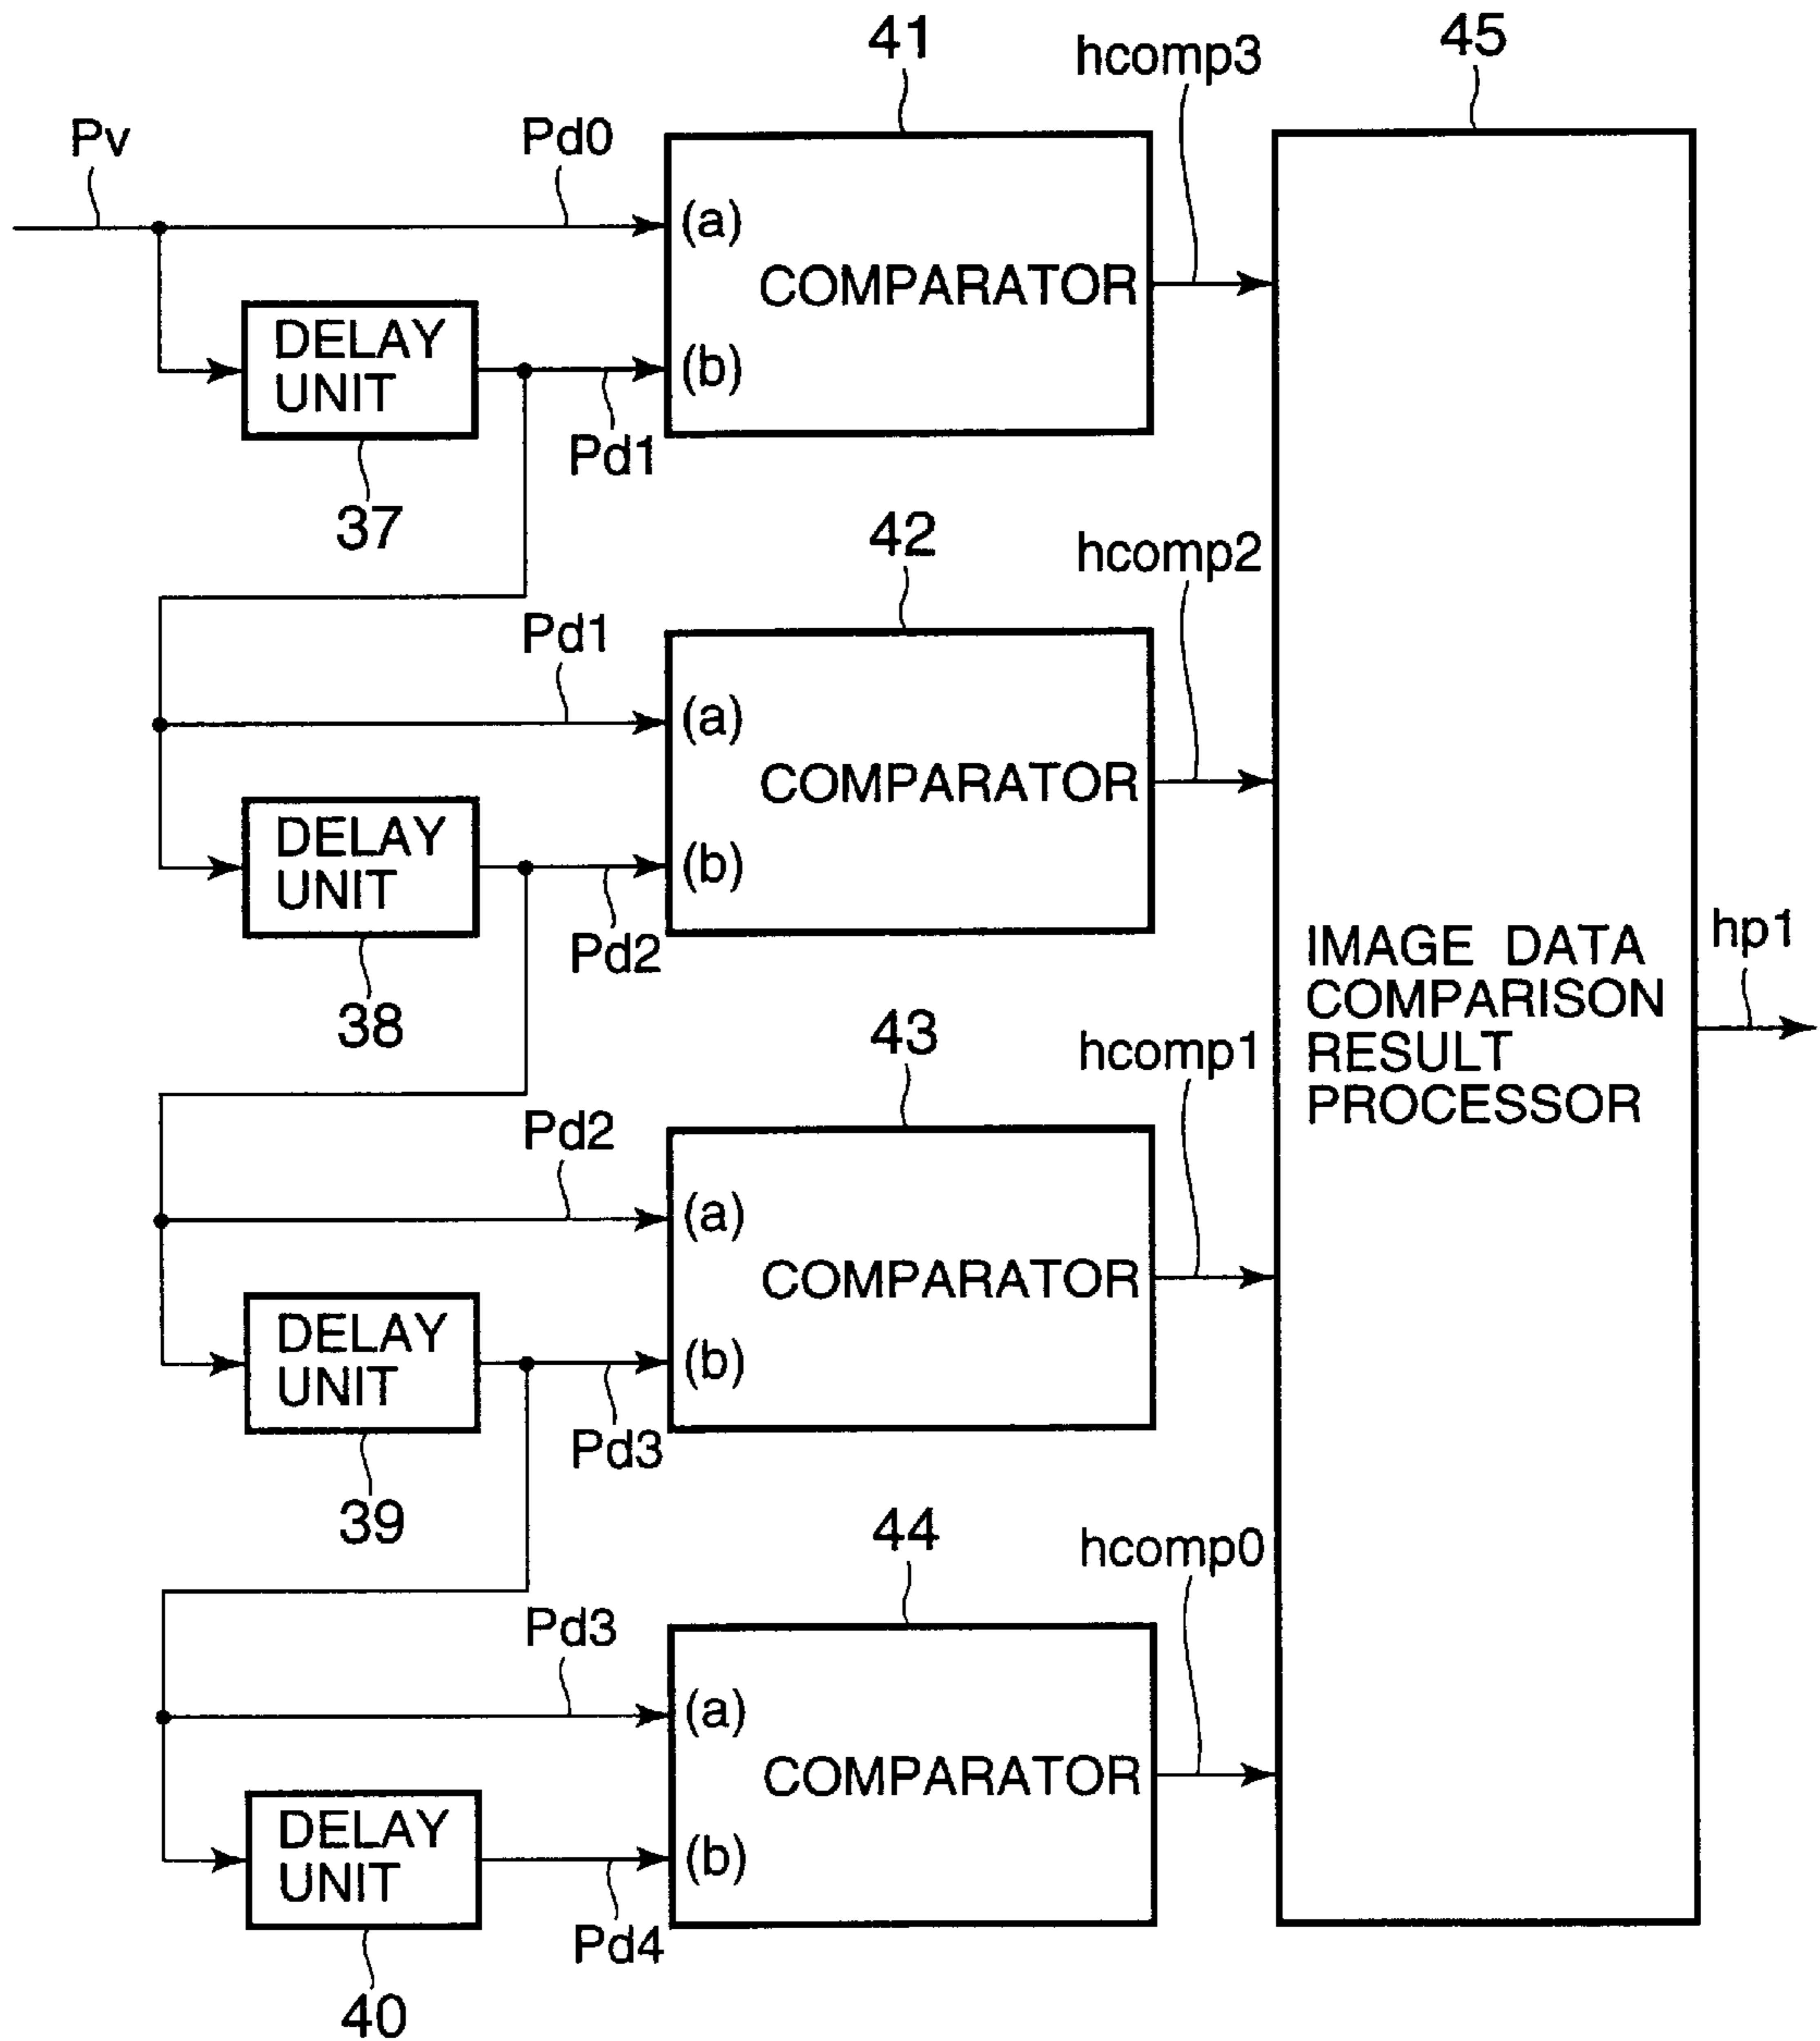 41
hcomp3
45
Pv
Pd0
(a)
COMPARATOR
(b)
DELAY
UNIT
Pd1
37
42
hcomp2
Pd1
(a)
COMPARATOR
(b)
DELAY
UNIT
Pd2
38
IMAGE DATA
COMPARISON
RESULT
PROCESSOR
hp1
43
hcomp1
Pd2
(a)
COMPARATOR
(b)
DELAY
UNIT
Pd3
39
44
hcomp0
Pd3
(a)
COMPARATOR
(b)
DELAY
UNIT
Pd4
40